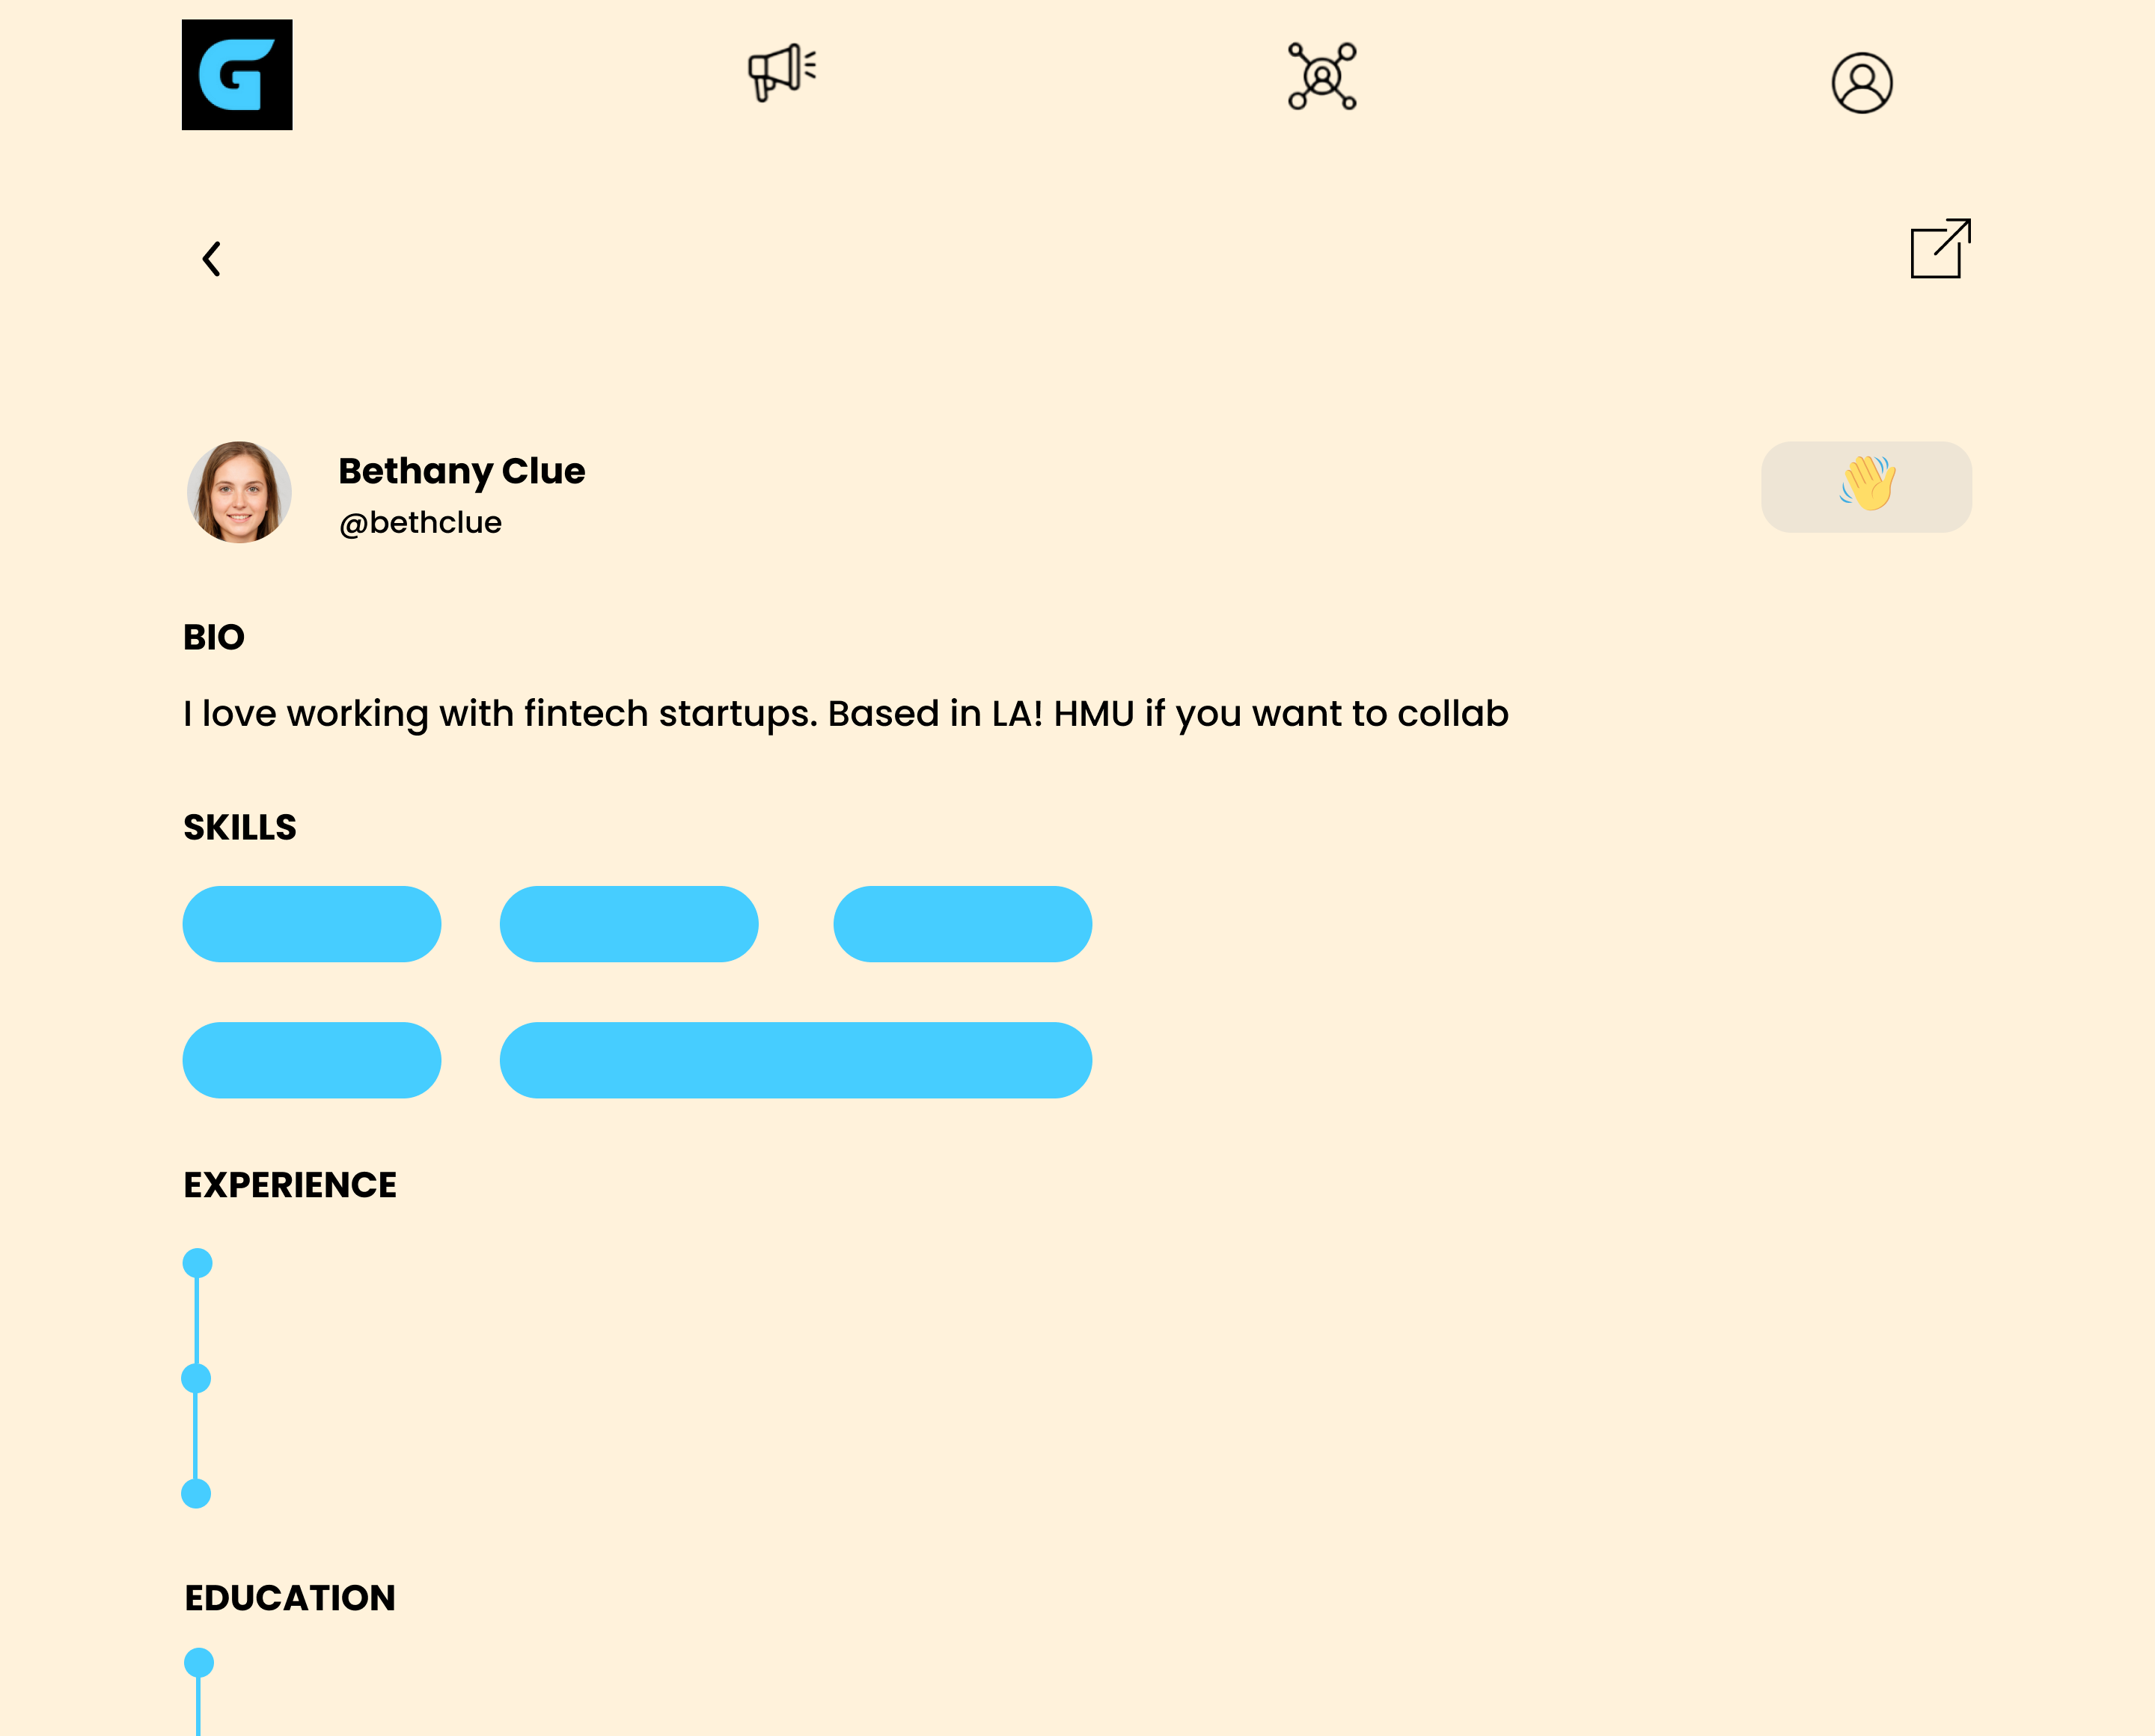 G
Bethany Clue
@bethclue
BIO
I love working with fintech startups. Based in LA! HMU if you want to collab
SKILLS
EXPERIENCE
EDUCATION